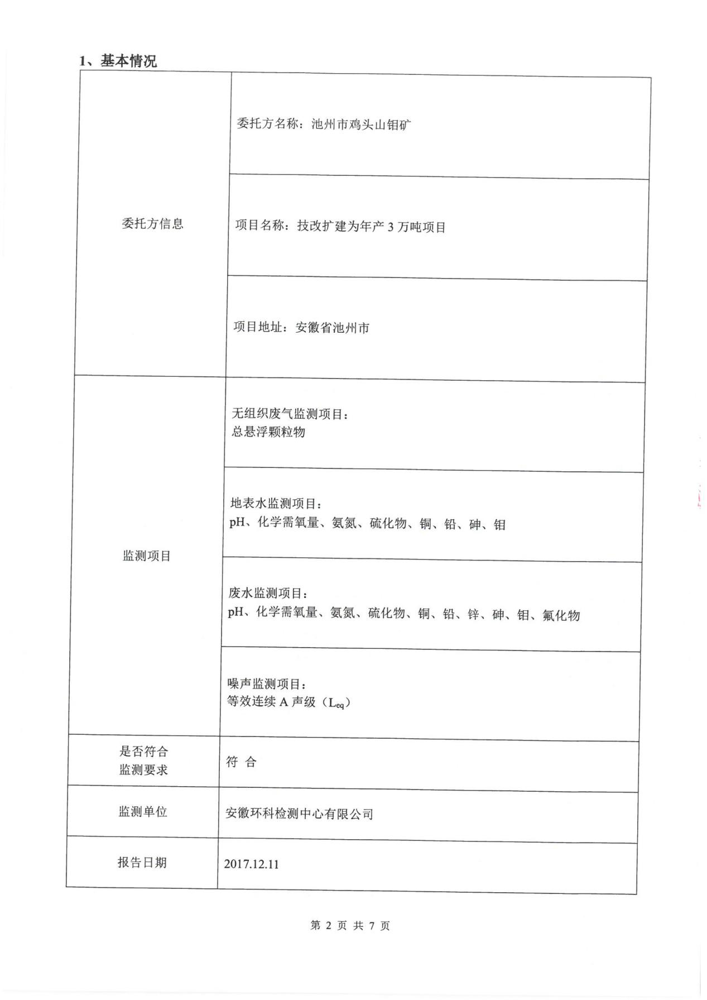 1、基本情况
委托方信息
委托方名称：池州市鸡头山钼矿
项目名称：技改扩建为年产 3 万吨项目
项目地址：安徽省池州市
监测项目
无组织废气监测项目：
总悬浮颗粒物
地表水监测项目：
pH、化学需氧量、氨氮、硫化物、铜、铅、砷、钼
废水监测项目：
pH、化学需氧量、氨氮、硫化物、铜、铅、锌、砷、钼、氟化物
噪声监测项目：
等效连续 A 声级（Leq）
是否符合
监测要求
符 合
监测单位
安徽环科检测中心有限公司
报告日期
2017.12.11
第 2 页 共 7 页